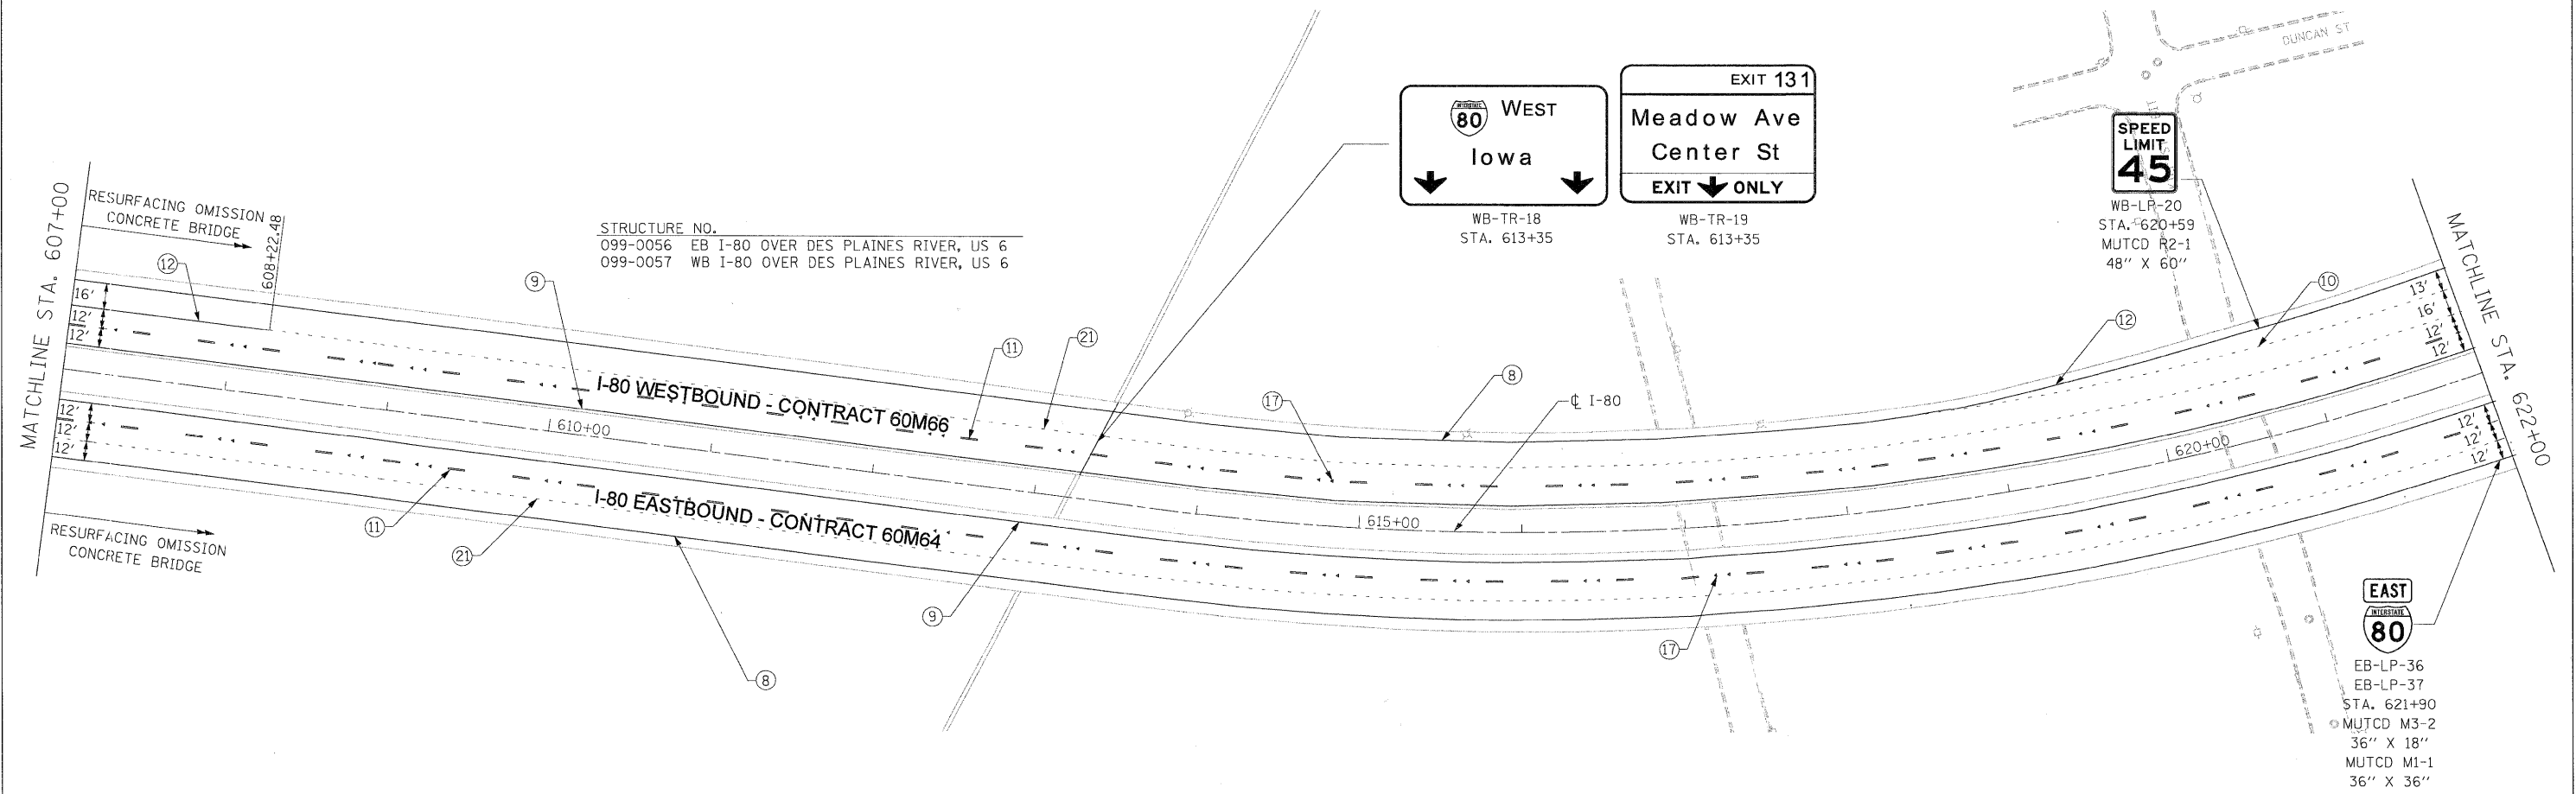 MATCHLINE STA. 607+00
RESURFACING OMISSION
CONCRETE BRIDGE
608+22.48
12
16'
12'
12'
12'
12'
12'
RESURFACING OMISSION
CONCRETE BRIDGE
STRUCTURE NO.
099-0056 EB I-80 OVER DES PLAINES RIVER, US 6
099-0057 WB I-80 OVER DES PLAINES RIVER, US 6
9
I-80 WESTBOUND - CONTRACT 60M66
610+00
11
21
11
21
I-80 EASTBOUND - CONTRACT 60M64
8
9
INTERSTATE
80 WEST
Iowa
WB-TR-18
STA. 613+35
EXIT 131
Meadow Ave
Center St
EXIT ONLY
WB-TR-19
STA. 613+35
17
8
℄ I-80
615+00
17
DUNCAN ST
SPEED
LIMIT
45
WB-LP-20
STA. 620+59
MUTCD R2-1
48" X 60"
12
10
620+00
13'
16'
12'
12'
12'
12'
12'
MATCHLINE STA. 622+00
EAST
INTERSTATE
80
EB-LP-36
EB-LP-37
STA. 621+90
MUTCD M3-2
36" X 18"
MUTCD M1-1
36" X 36"